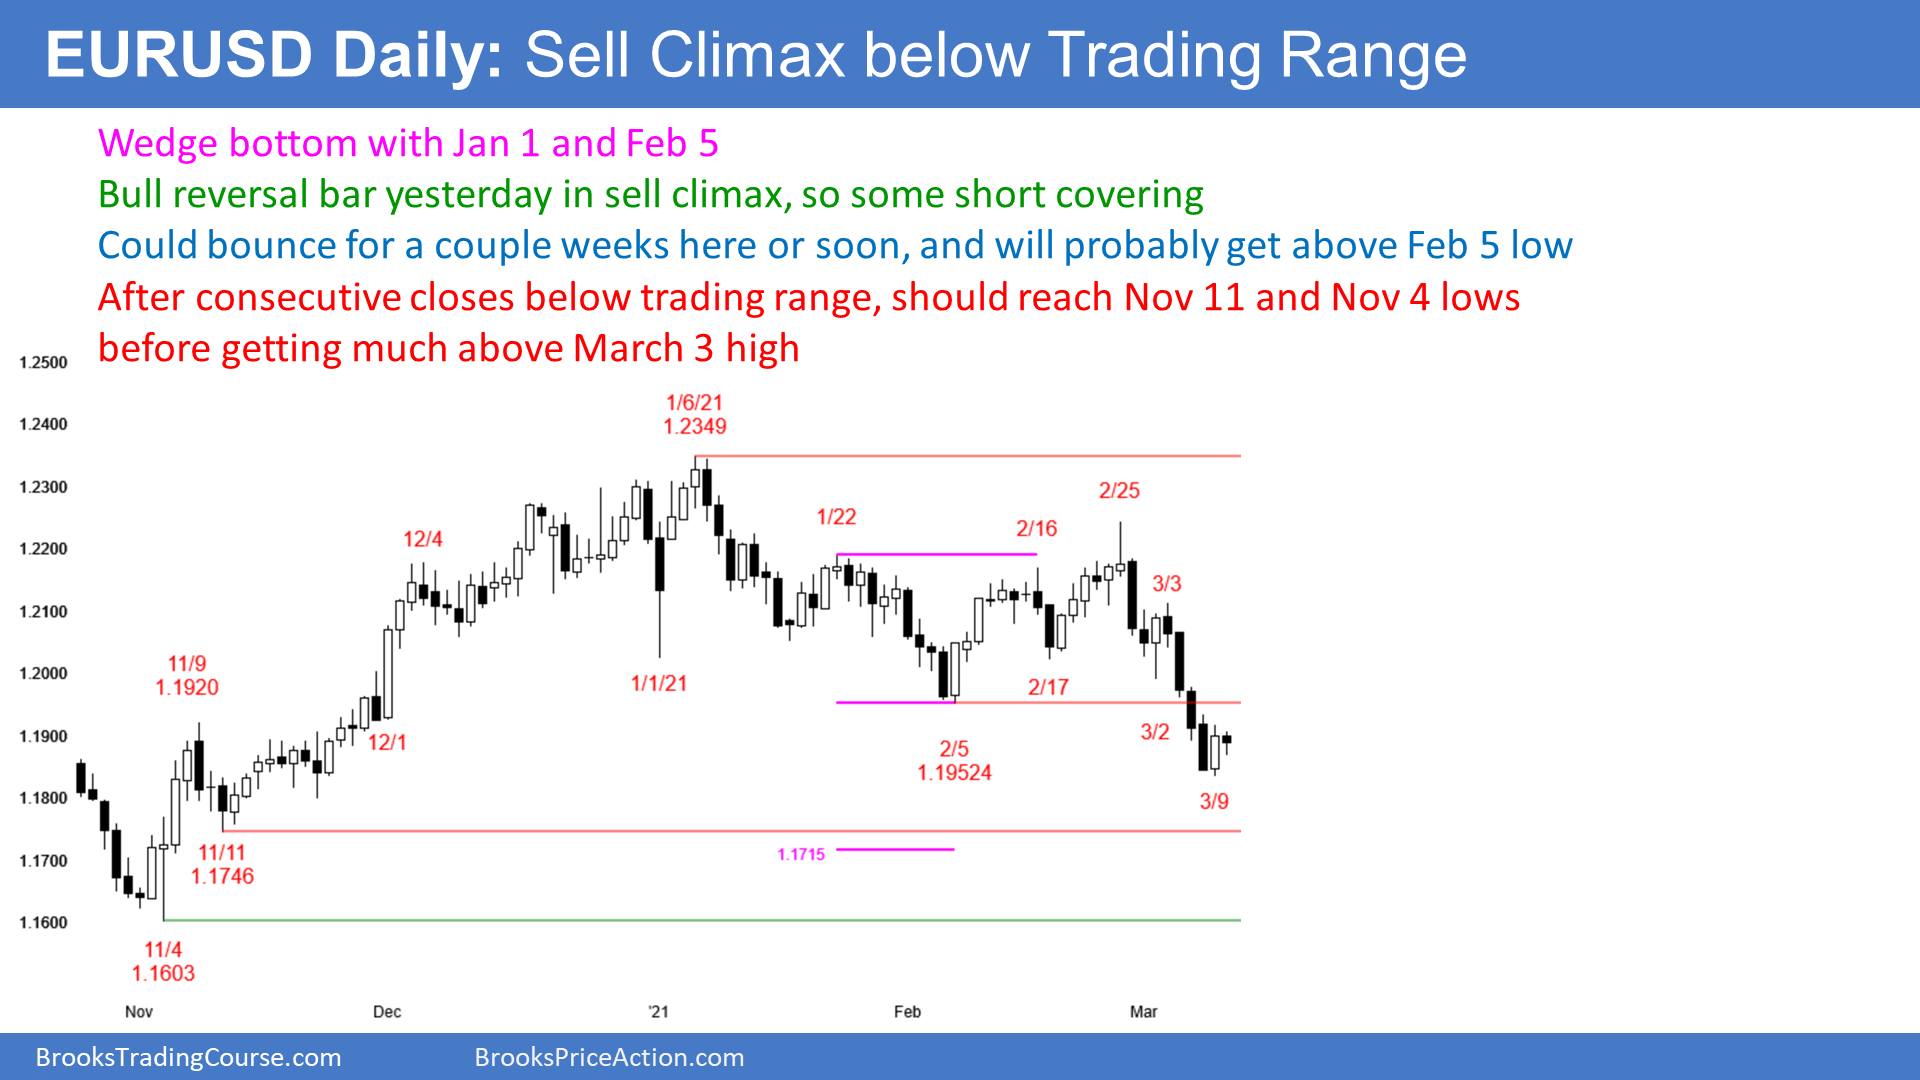 EURUSD Daily: Sell Climax below Trading Range
Wedge bottom with Jan 1 and Feb 5
Bull reversal bar yesterday in sell climax, so some short covering
Could bounce for a couple weeks here or soon, and will probably get above Feb 5 low
After consecutive closes below trading range, should reach Nov 11 and Nov 4 lows
before getting much above March 3 high
1.2500
1.2400
1.2300
1.2200
1.2100
1.2000
1.1900
1.1800
1.1700
1.1600
11/9
1.1920
11/11
1.1746
11/4
1.1603
12/4
12/1
1/6/21
1.2349
1/1/21
1/22
2/5
1.19524
1.1715
2/16
2/17
2/25
3/3
3/2
3/9
Nov
Dec
'21
Feb
Mar
BrooksTradingCourse.com
BrooksPriceAction.com